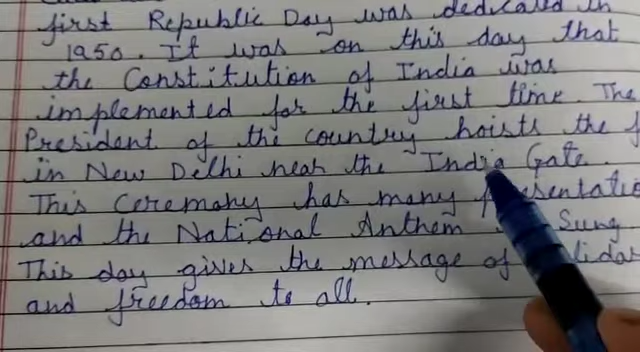 first Republic Day was dedicated in
1950. It was on this day that
the Constitution of India was
implemented for the first time. The
President of the country hoists the
in New Delhi near the India Gate.
This Ceremany has many
and the National Anthem Sung
This day gives the message of
and freedom to all.